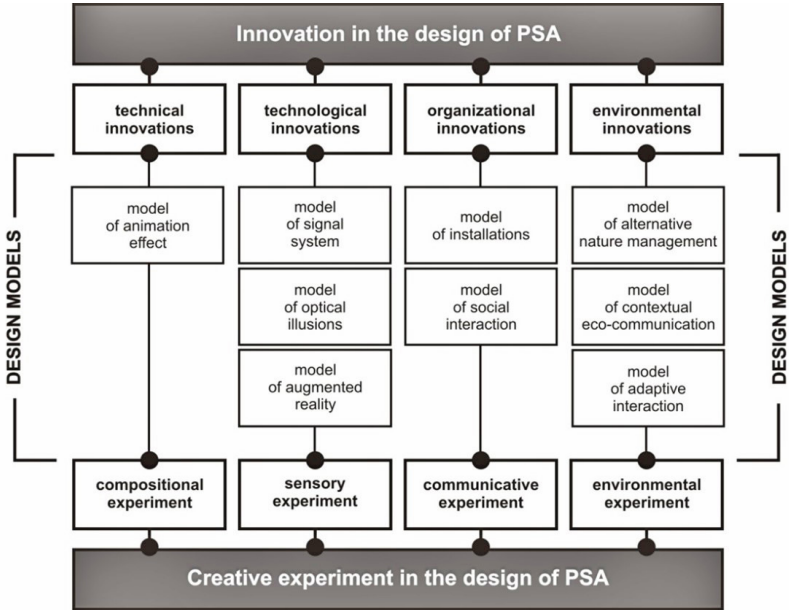 Innovation in the design of PSA
technical
innovations
technological
innovations
organizational
innovations
environmental
innovations
DESIGN MODELS
model
of animation
effect
model
of signal
system
model
of optical
illusions
model
of augmented
reality
model
of installations
model
of social
interaction
model
of alternative
nature management
model
of contextual
eco-communication
model
of adaptive
interaction
DESIGN MODELS
compositional
experiment
sensory
experiment
communicative
experiment
environmental
experiment
Creative experiment in the design of PSA